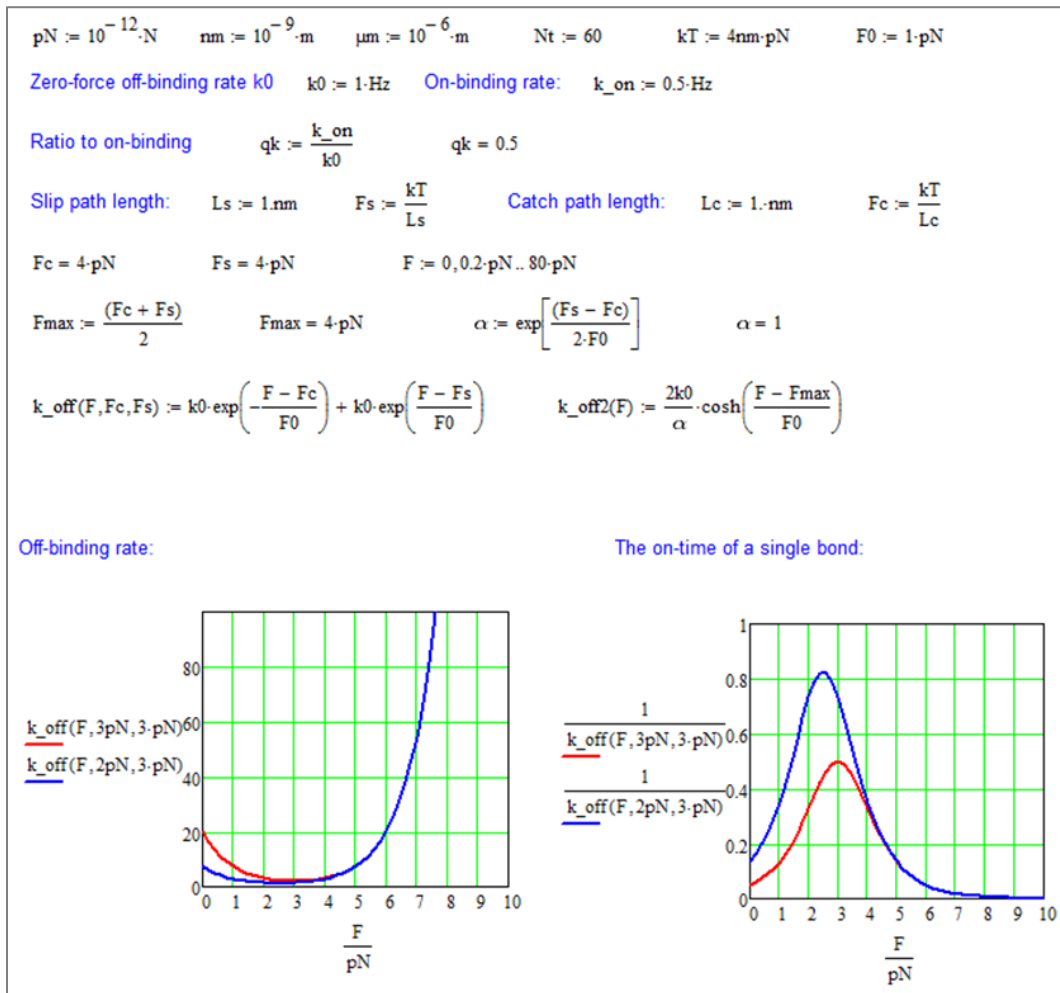 pN := 10^-12·N nm := 10^-9·m μm := 10^-6·m Nt := 60 kT := 4nm·pN F0 := 1·pN
Zero-force off-binding rate k0 k0 := 1·Hz On-binding rate: k_on := 0.5·Hz
Ratio to on-binding qk := k_on/k0 qk = 0.5
Slip path length: Ls := 1.nm Fs := kT/Ls Catch path length: Lc := 1.·nm Fc := kT/Lc
Fc = 4·pN Fs = 4·pN F := 0,0.2·pN.. 80·pN
Fmax := (Fc + Fs)/2 Fmax = 4·pN α := exp[(Fs − Fc)/2·F0] α = 1
k_off(F,Fc,Fs) := k0·exp(−F − Fc/F0) + k0·exp(F − Fs/F0) k_off2(F) := 2k0/α·cosh(F − Fmax/F0)
Off-binding rate: The on-time of a single bond:
80
60
40
20
0
k_off(F,3pN,3·pN)
k_off(F,2pN,3·pN)
0 1 2 3 4 5 6 7 8 9 10
F/pN
1
0.8
0.6
0.4
0.2
0
1/k_off(F,3pN,3·pN)
1/k_off(F,2pN,3·pN)
0 1 2 3 4 5 6 7 8 9 10
F/pN